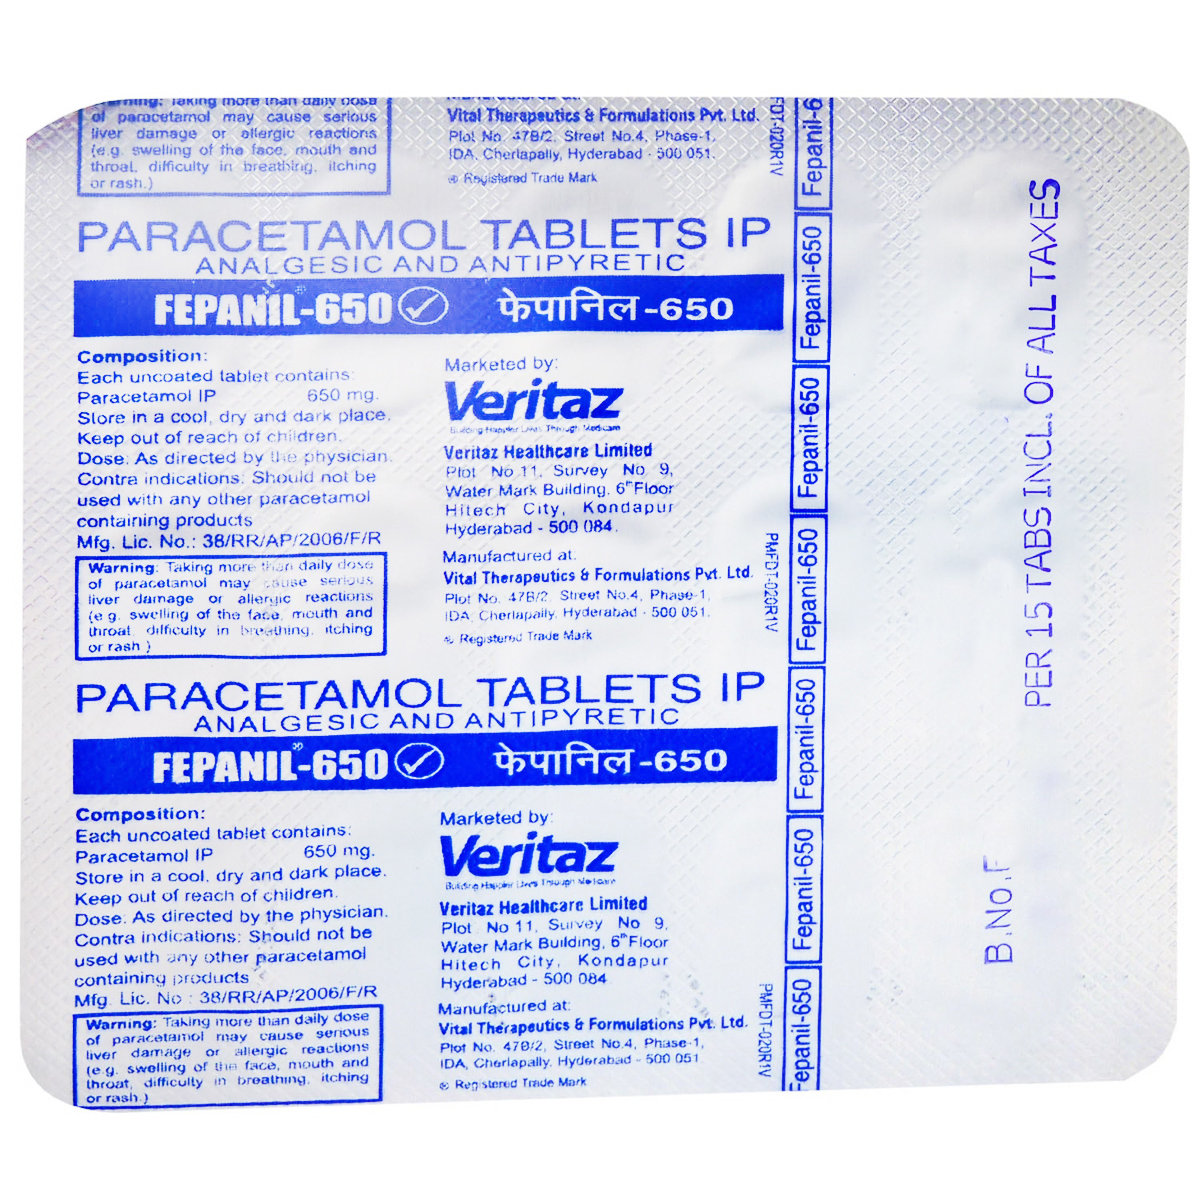 Warning: Taking more than daily dose
of paracetamol may cause serious
liver damage or allergic reactions
(e.g. swelling of the face, mouth and
throat, difficulty in breathing, itching
or rash.)
Manufactured at:
Vital Therapeutics & Formulations Pvt. Ltd.
Plot No. 47B/2, Street No.4, Phase-1,
IDA, Cherlapally, Hyderabad - 500 051.
® Registered Trade Mark
PARACETAMOL TABLETS IP
ANALGESIC AND ANTIPYRETIC
FEPANIL®-650 फेपानिल-650
Composition:
Each uncoated tablet contains:
Paracetamol IP 650 mg.
Store in a cool, dry and dark place.
Keep out of reach of children.
Dose: As directed by the physician.
Contra indications: Should not be
used with any other paracetamol
containing products
Mfg. Lic. No.: 38/RR/AP/2006/F/R
Warning: Taking more than daily dose
of paracetamol may cause serious
liver damage or allergic reactions
(e.g. swelling of the face, mouth and
throat, difficulty in breathing, itching
or rash.)
Marketed by:
Veritaz
Building Happier Lives Through Medicare
Veritaz Healthcare Limited
Plot No 11, Survey No 9,
Water Mark Building, 6th Floor
Hitech City, Kondapur
Hyderabad - 500 084.
Manufactured at:
Vital Therapeutics & Formulations Pvt. Ltd.
Plot No. 47B/2, Street No.4, Phase-1,
IDA, Cherlapally, Hyderabad - 500 051.
® Registered Trade Mark
PARACETAMOL TABLETS IP
ANALGESIC AND ANTIPYRETIC
FEPANIL®-650 फेपानिल-650
Composition:
Each uncoated tablet contains:
Paracetamol IP 650 mg.
Store in a cool, dry and dark place.
Keep out of reach of children.
Dose: As directed by the physician.
Contra indications: Should not be
used with any other paracetamol
containing products
Mfg. Lic. No : 38/RR/AP/2006/F/R
Warning: Taking more than daily dose
of paracetamol may cause serious
liver damage or allergic reactions
(e.g. swelling of the face, mouth and
throat, difficulty in breathing, itching
or rash.)
Marketed by:
Veritaz
Building Happier Lives Through Medicare
Veritaz Healthcare Limited
Plot No 11, Survey No 9,
Water Mark Building, 6th Floor
Hitech City, Kondapur
Hyderabad - 500 084
Manufactured at:
Vital Therapeutics & Formulations Pvt. Ltd.
Plot No. 47B/2, Street No.4, Phase-1,
IDA, Cherlapally, Hyderabad - 500 051
® Registered Trade Mark
FDT-020R1V
PMFDT-020R1V
PMFDT-020R1V
Fepanil-6
Fepanil-650
Fepanil-650
Fepanil-650
Fepanil-650
Fepanil-650
Fepanil-650
PER 15 TABS INCL. OF ALL TAXES
B.No.F